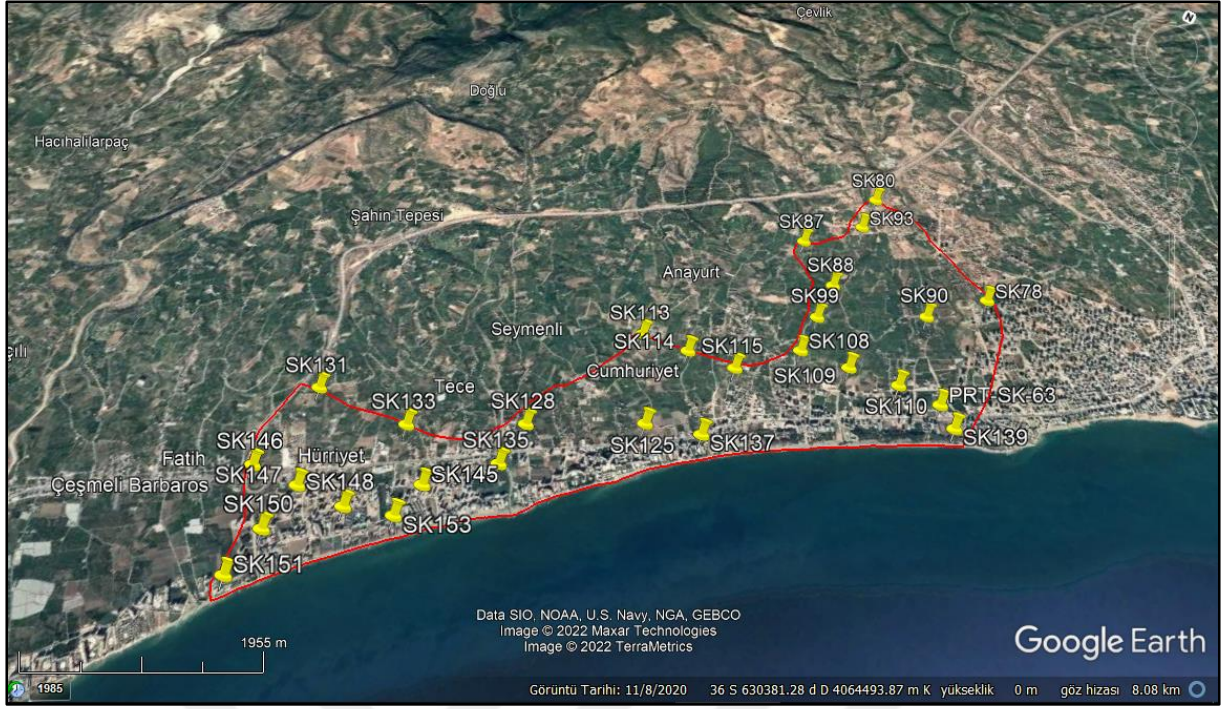 Çevlik
Doğlu
Hacıhalilarpaç
SK80
Şahin Tepesi
SK87
SK93
Anayurt
SK88
SK99
SK90
SK78
SK113
Seymenli
SK114
SK115
SK108
çılı
SK131
Tece
Cumhuriyet
SK109
SK133
SK128
SK110
PRT-SK-63
SK146
SK135
SK125
SK137
SK139
Fatih
Hürriyet
SK147
SK145
Çeşmeli Barbaros
SK148
SK150
SK153
SK151
Data SIO, NOAA, U.S. Navy, NGA, GEBCO
Image © 2022 Maxar Technologies
Image © 2022 TerraMetrics
1955 m
Google Earth
1985
Görüntü Tarihi: 11/8/2020 36 S 630381.28 d D 4064493.87 m K yükseklik 0 m göz hizası 8.08 km
N